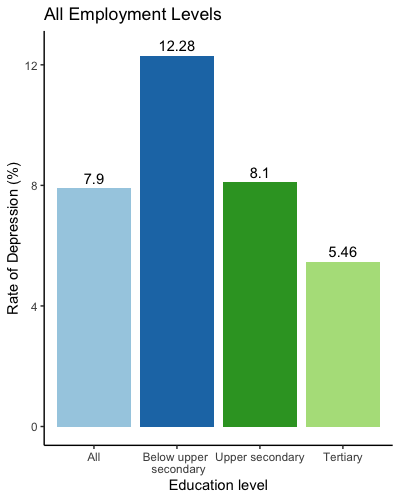 All Employment Levels
12.28
12
8.1
7.9
8
5.46
4
0
Rate of Depression (%)
All
Below upper
secondary
Upper secondary
Tertiary
Education level